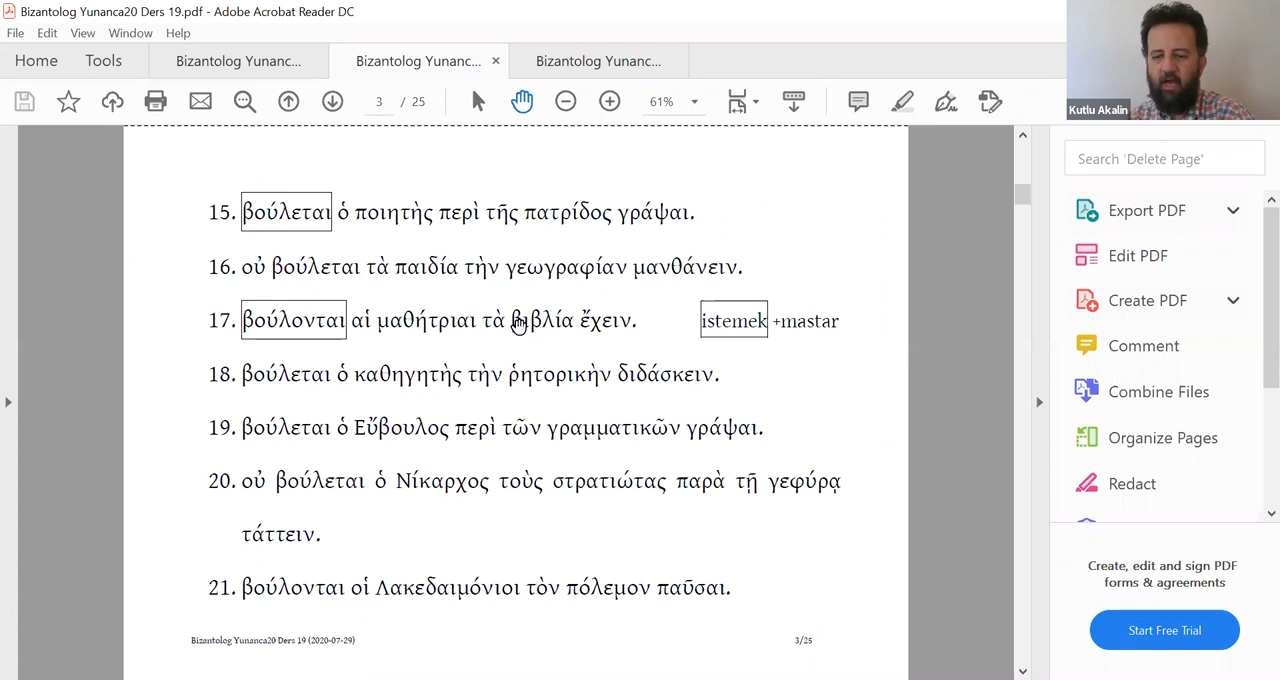 Bizantolog Yunanca20 Ders 19.pdf - Adobe Acrobat Reader DC
File Edit View Window Help
Home Tools Bizantolog Yunanc... Bizantolog Yunanc... × Bizantolog Yunanc...
3 / 25 61%
Kutlu Akalin
15. βούλεται ὁ ποιητὴς περὶ τῆς πατρίδος γράψαι.
16. οὐ βούλεται τὰ παιδία τὴν γεωγραφίαν μανθάνειν.
17. βούλονται αἱ μαθήτριαι τὰ βιβλία ἔχειν. istemek +mastar
18. βούλεται ὁ καθηγητὴς τὴν ῥητορικὴν διδάσκειν.
19. βούλεται ὁ Εὔβουλος περὶ τῶν γραμματικῶν γράψαι.
20. οὐ βούλεται ὁ Νίκαρχος τοὺς στρατιώτας παρὰ τῇ γεφύρᾳ
τάττειν.
21. βούλονται οἱ Λακεδαιμόνιοι τὸν πόλεμον παῦσαι.
Bizantolog Yunanca20 Ders 19 (2020-07-29) 3/25
Search 'Delete Page'
Export PDF
Edit PDF
Create PDF
Comment
Combine Files
Organize Pages
Redact
Create, edit and sign PDF
forms & agreements
Start Free Trial